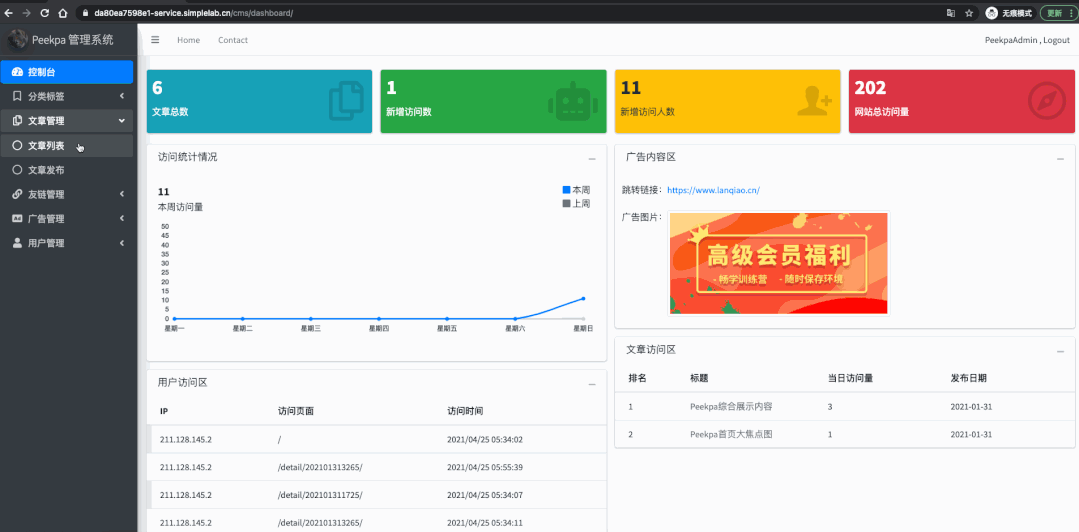 da80ea7598e1-service.simplelab.cn/cms/dashboard/
无痕模式
更新
Peekpa 管理系统
Home
Contact
PeekpaAdmin , Logout
控制台
分类标签
文章管理
文章列表
文章发布
友链管理
Ad 广告管理
用户管理
6
文章总数
1
新增访问数
11
新增访问人数
202
网站总访问量
访问统计情况
11
本周访问量
本周
上周
50
45
40
35
30
25
20
15
10
5
0
星期一 星期二 星期三 星期四 星期五 星期六 星期日
用户访问区
IP 访问页面 访问时间
211.128.145.2 / 2021/04/25 05:34:02
211.128.145.2 /detail/202101313265/ 2021/04/25 05:55:39
211.128.145.2 /detail/202101311725/ 2021/04/25 05:34:07
211.128.145.2 /detail/202101313265/ 2021/04/25 05:34:11
广告内容区
跳转链接： https://www.lanqiao.cn/
广告图片：
高级会员福利
- 畅学训练营 - 随时保存环境
文章访问区
排名 标题 当日访问量 发布日期
1 Peekpa综合展示内容 3 2021-01-31
2 Peekpa首页大焦点图 1 2021-01-31